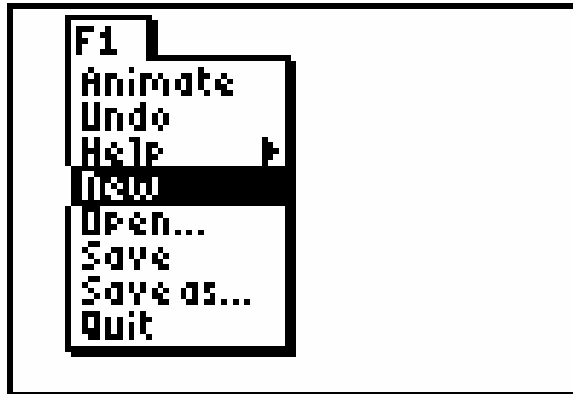 F1
Animate
Undo
Help
New
Open...
Save
Save as...
Quit